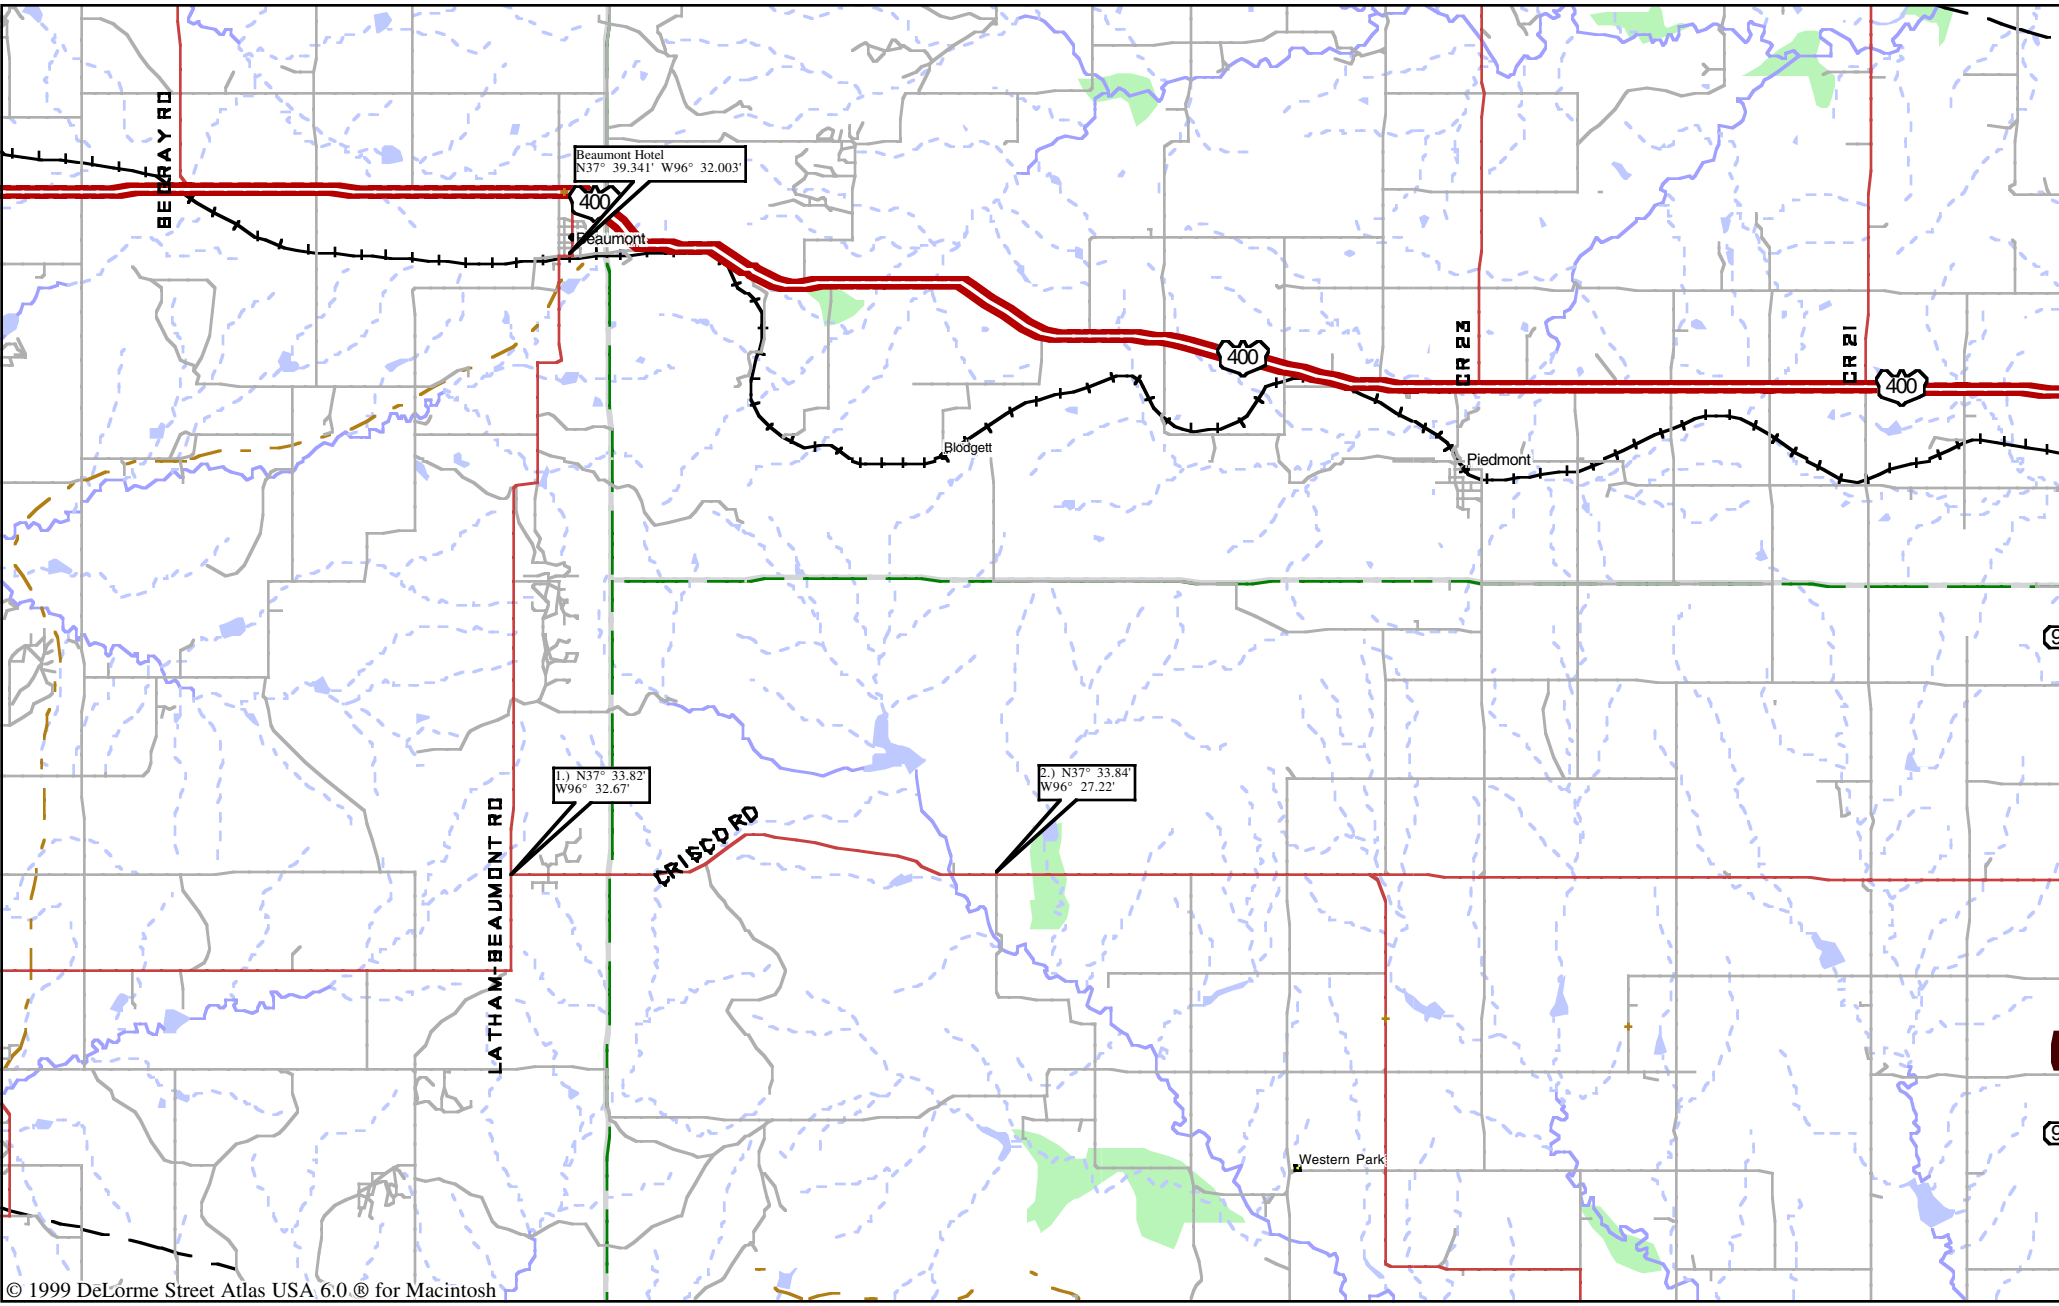 BEGRAY RD
Beaumont Hotel
N37° 39.341' W96° 32.003'
400
Beaumont
400
CR 23
CR 21
400
Blodgett
Piedmont
9
1.) N37° 33.82'
W96° 32.67'
2.) N37° 33.84'
W96° 27.22'
LATHAM-BEAUMONT RD
CRISCO RD
9
Western Park
© 1999 DeLorme Street Atlas USA 6.0 ® for Macintosh